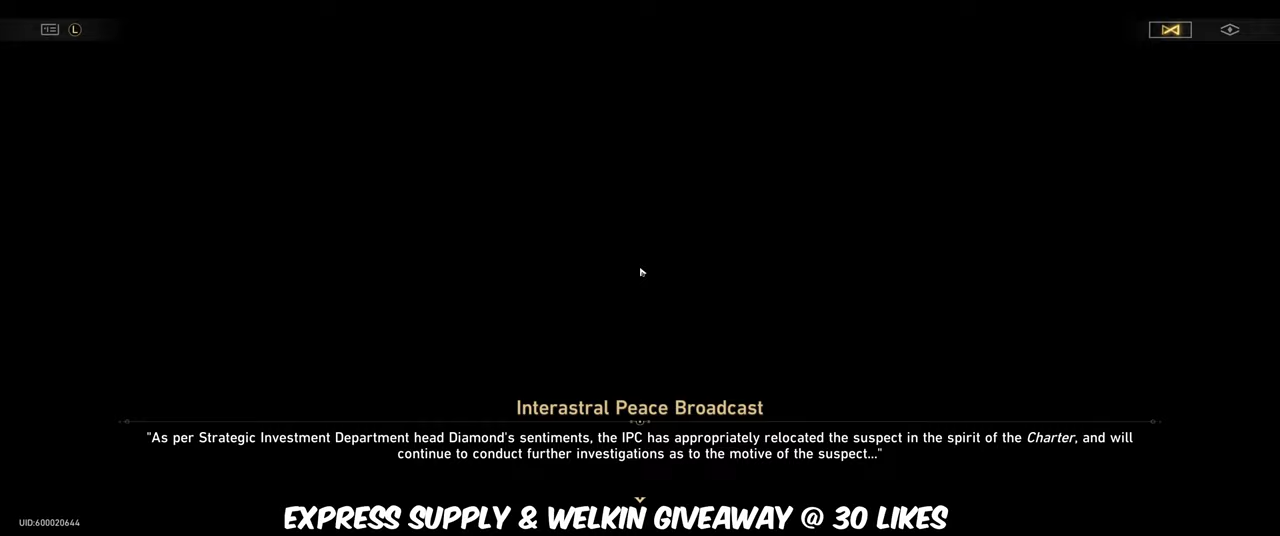 L
Interastral Peace Broadcast
"As per Strategic Investment Department head Diamond's sentiments, the IPC has appropriately relocated the suspect in the spirit of the Charter, and will
continue to conduct further investigations as to the motive of the suspect..."
EXPRESS SUPPLY & WELKIN GIVEAWAY @ 30 LIKES
UID:600020644